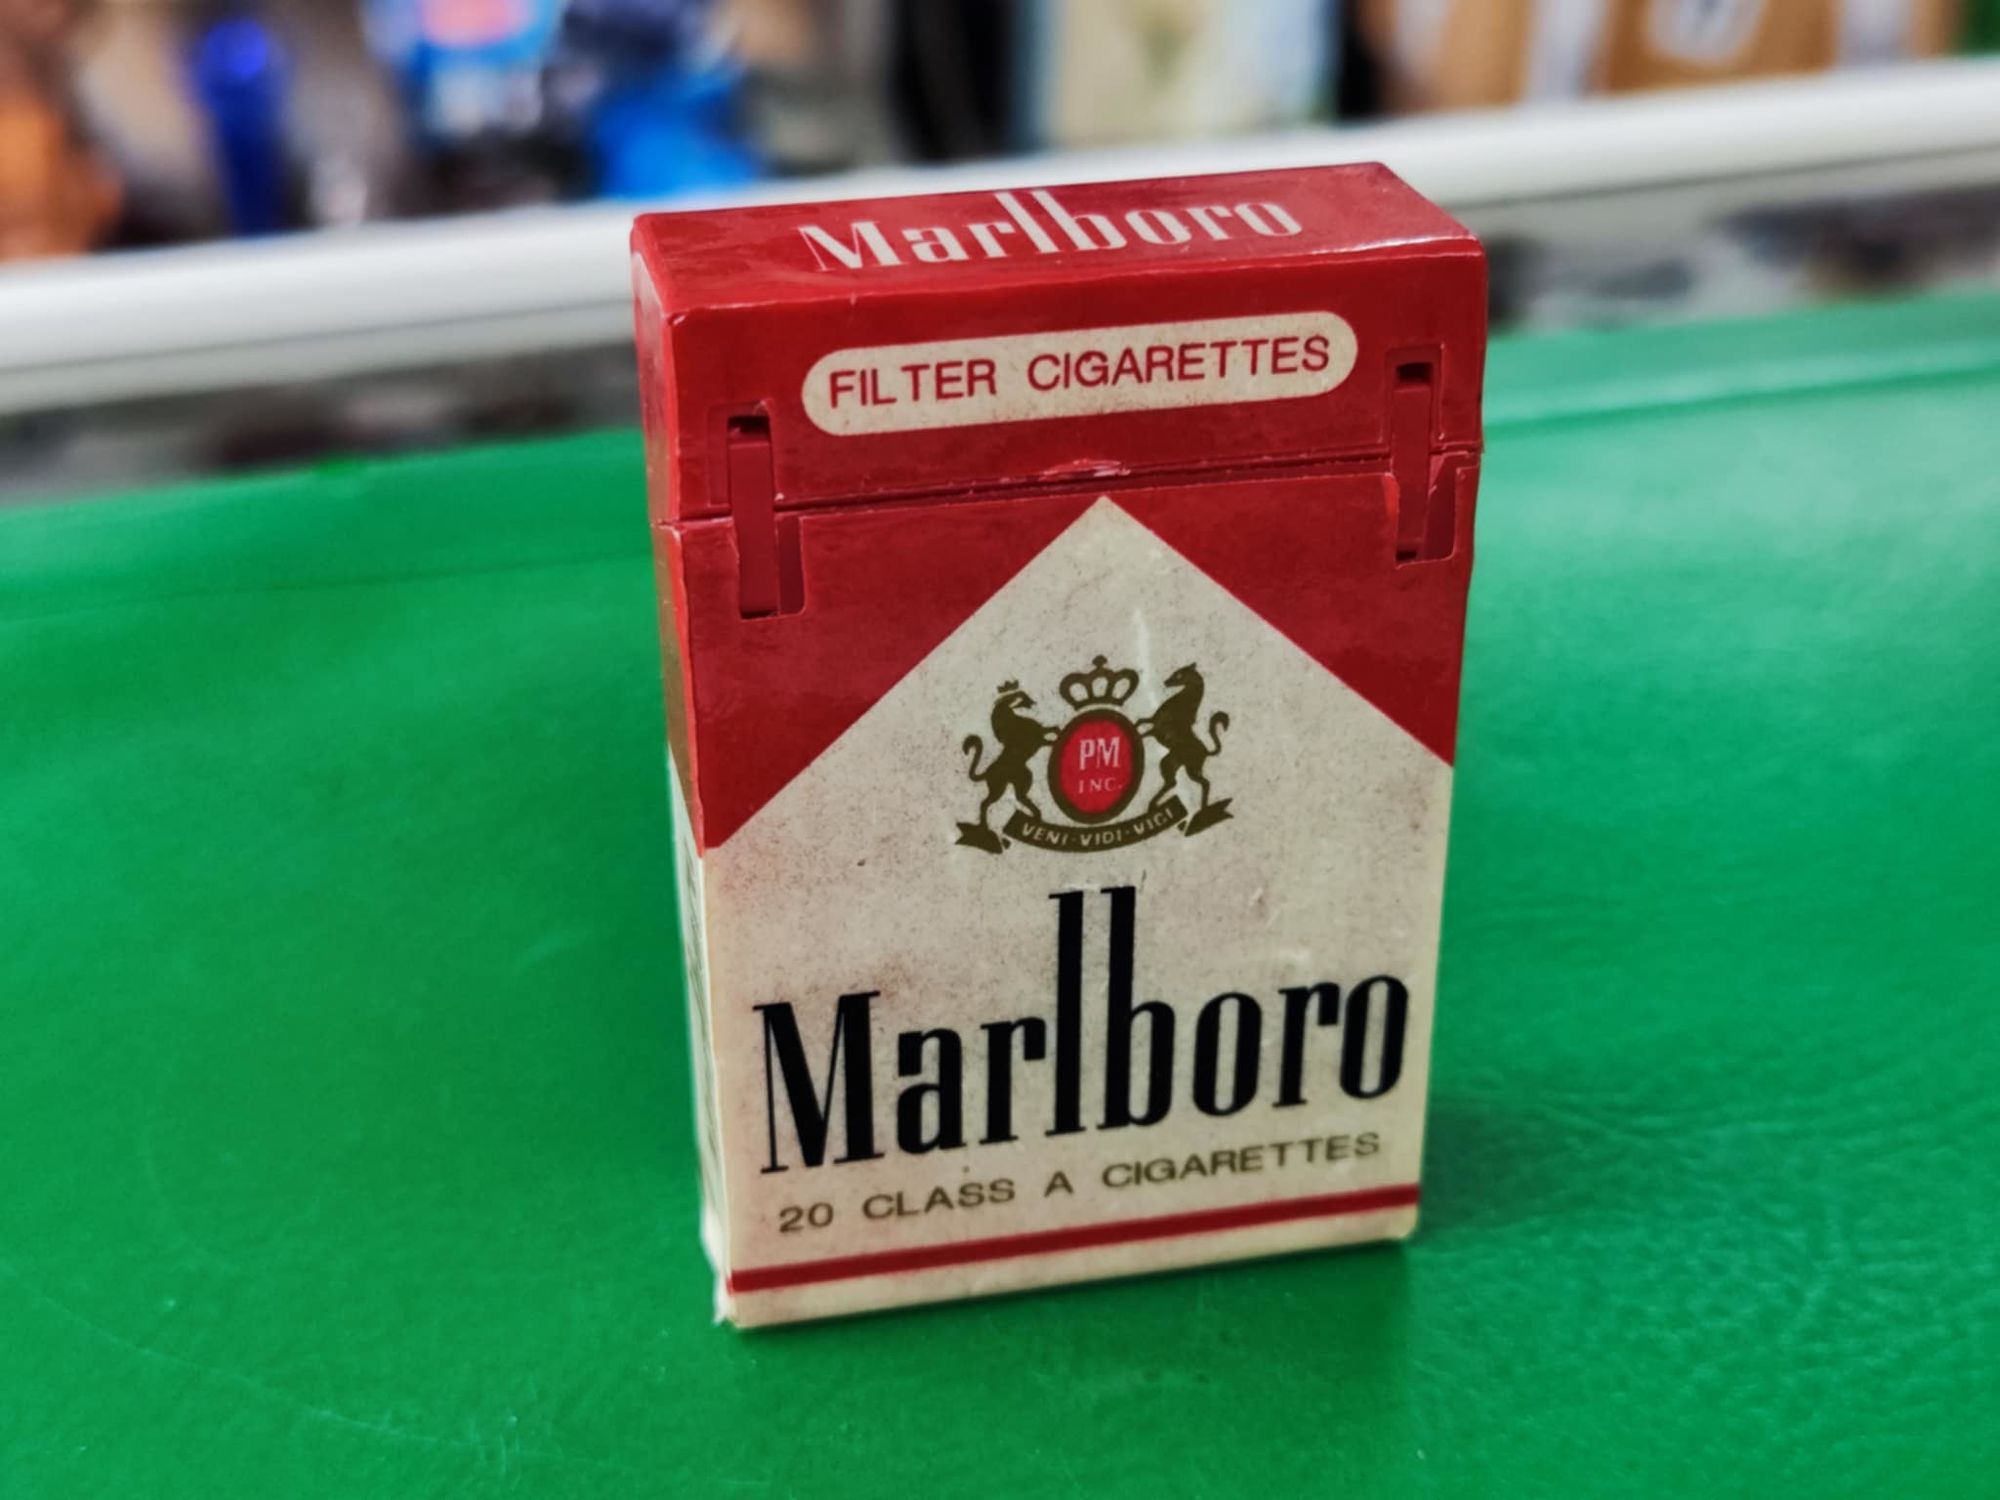 Marlboro
FILTER CIGARETTES
PM
INC.
VENI·VIDI·VICI
Marlboro
20 CLASS A CIGARETTES